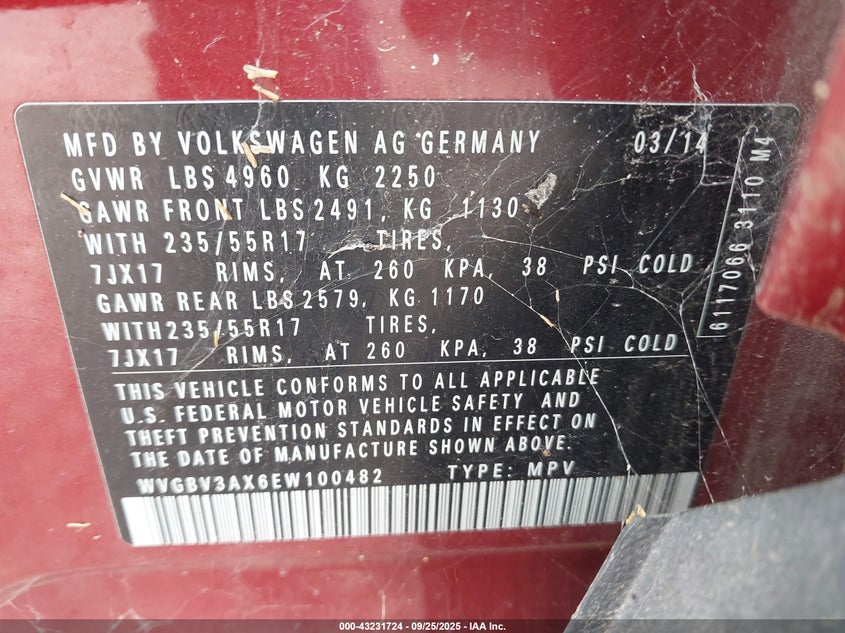 MFD BY VOLKSWAGEN AG GERMANY 03/14
GVWR LBS 4960 KG 2250
GAWR FRONT LBS 2491, KG 1130
WITH 235/55R17 TIRES,
7JX17 RIMS, AT 260 KPA, 38 PSI COLD
GAWR REAR LBS 2579, KG 1170
WITH 235/55R17 TIRES,
7JX17 RIMS, AT 260 KPA, 38 PSI COLD
THIS VEHICLE CONFORMS TO ALL APPLICABLE
U.S. FEDERAL MOTOR VEHICLE SAFETY AND
THEFT PREVENTION STANDARDS IN EFFECT ON
THE DATE OF MANUFACTURE SHOWN ABOVE.
WVGBV3AX6EW100482 TYPE: MPV
6117066 3110 M4
000-43231724 - 09/25/2025 - IAA Inc.